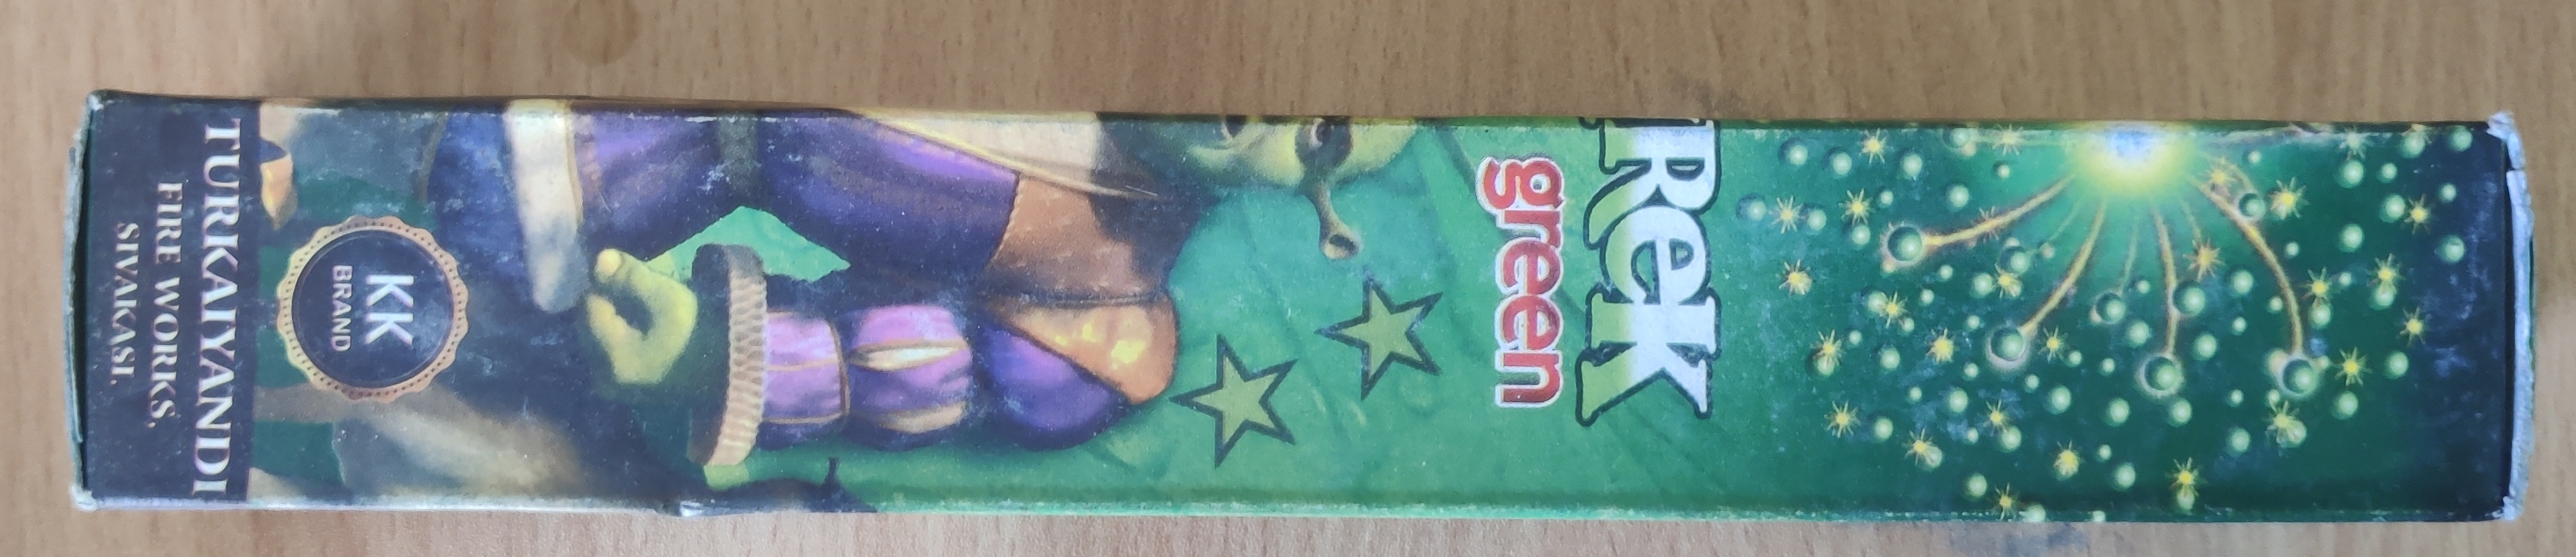 ReK
green
KK
BRAND
TURKAIYANDI
FIRE WORKS,
SIVAKASI.